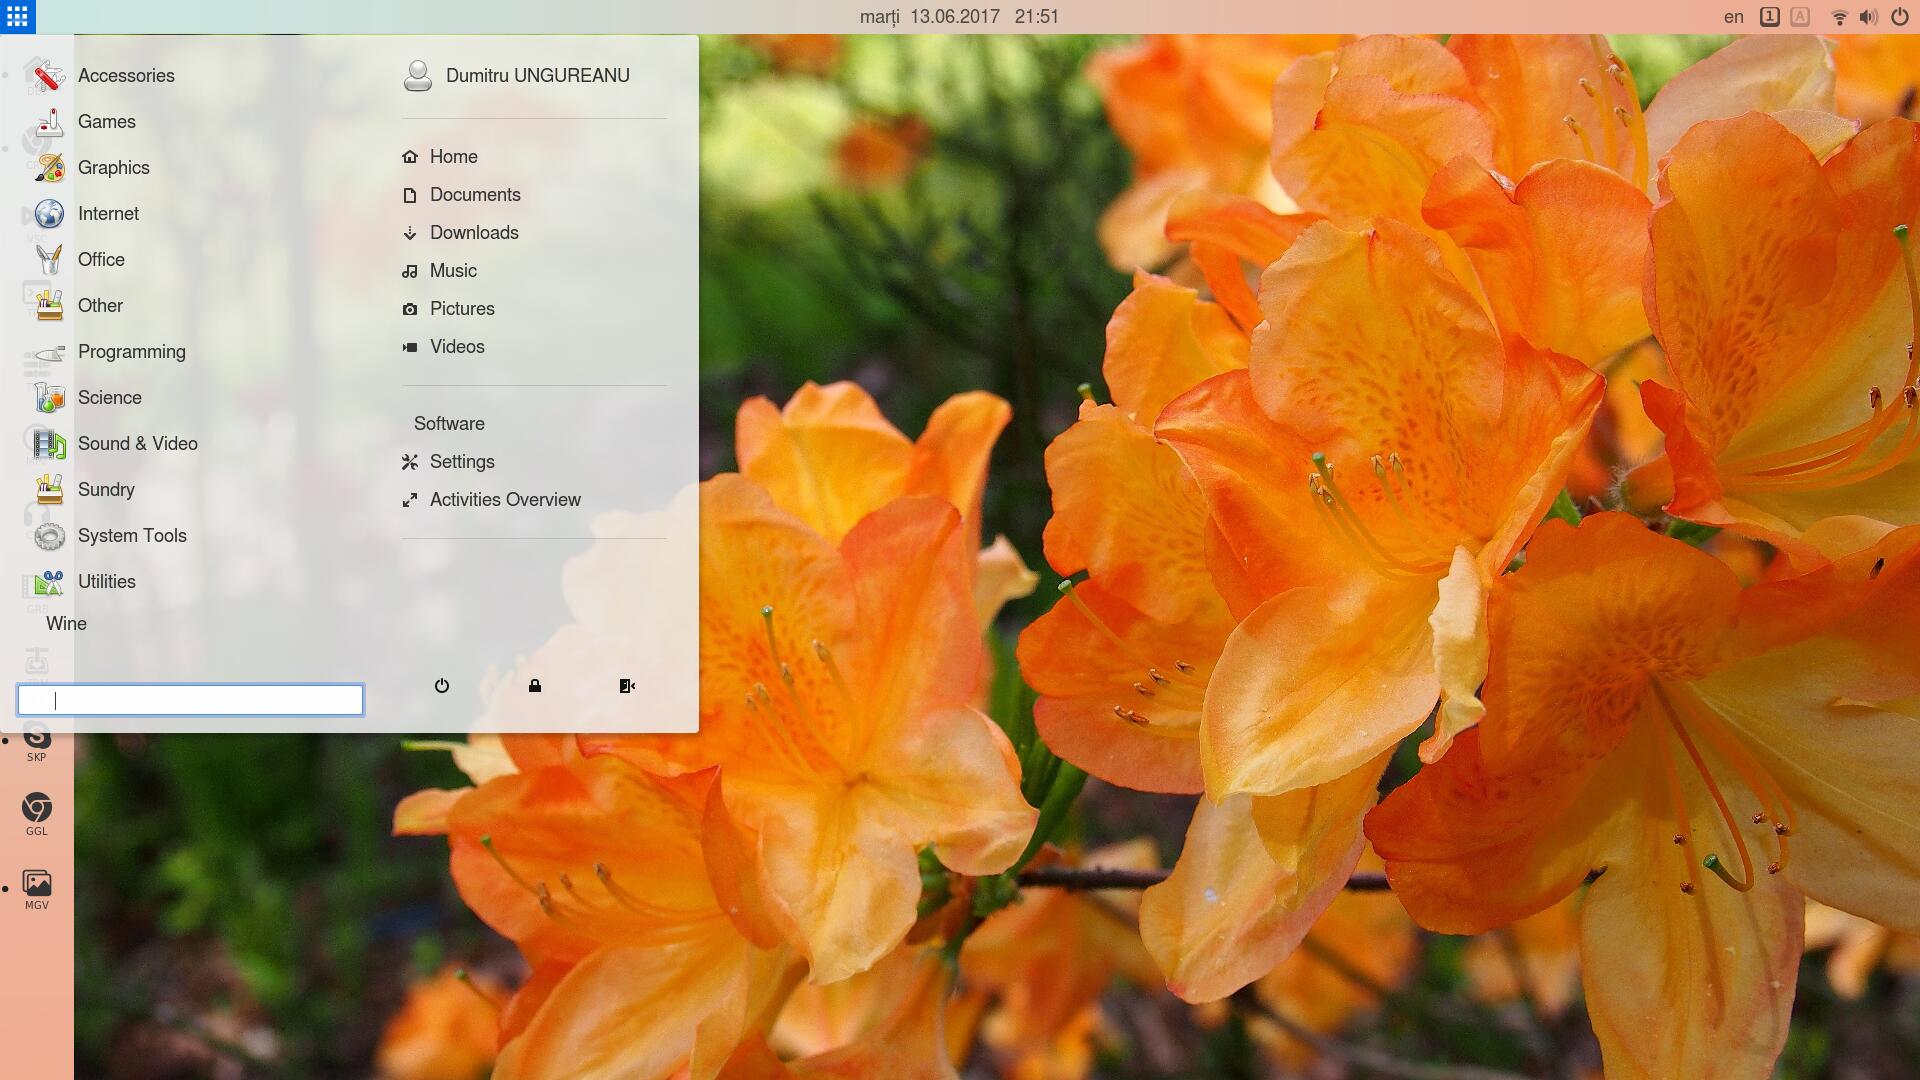 marți 13.06.2017 21:51
en 1 A
Accessories
Games
Graphics
Internet
Office
Other
Programming
Science
Sound & Video
Sundry
System Tools
Utilities
Wine
Dumitru UNGUREANU
Home
Documents
Downloads
Music
Pictures
Videos
Software
Settings
Activities Overview
GRB
SKP
GGL
MGV